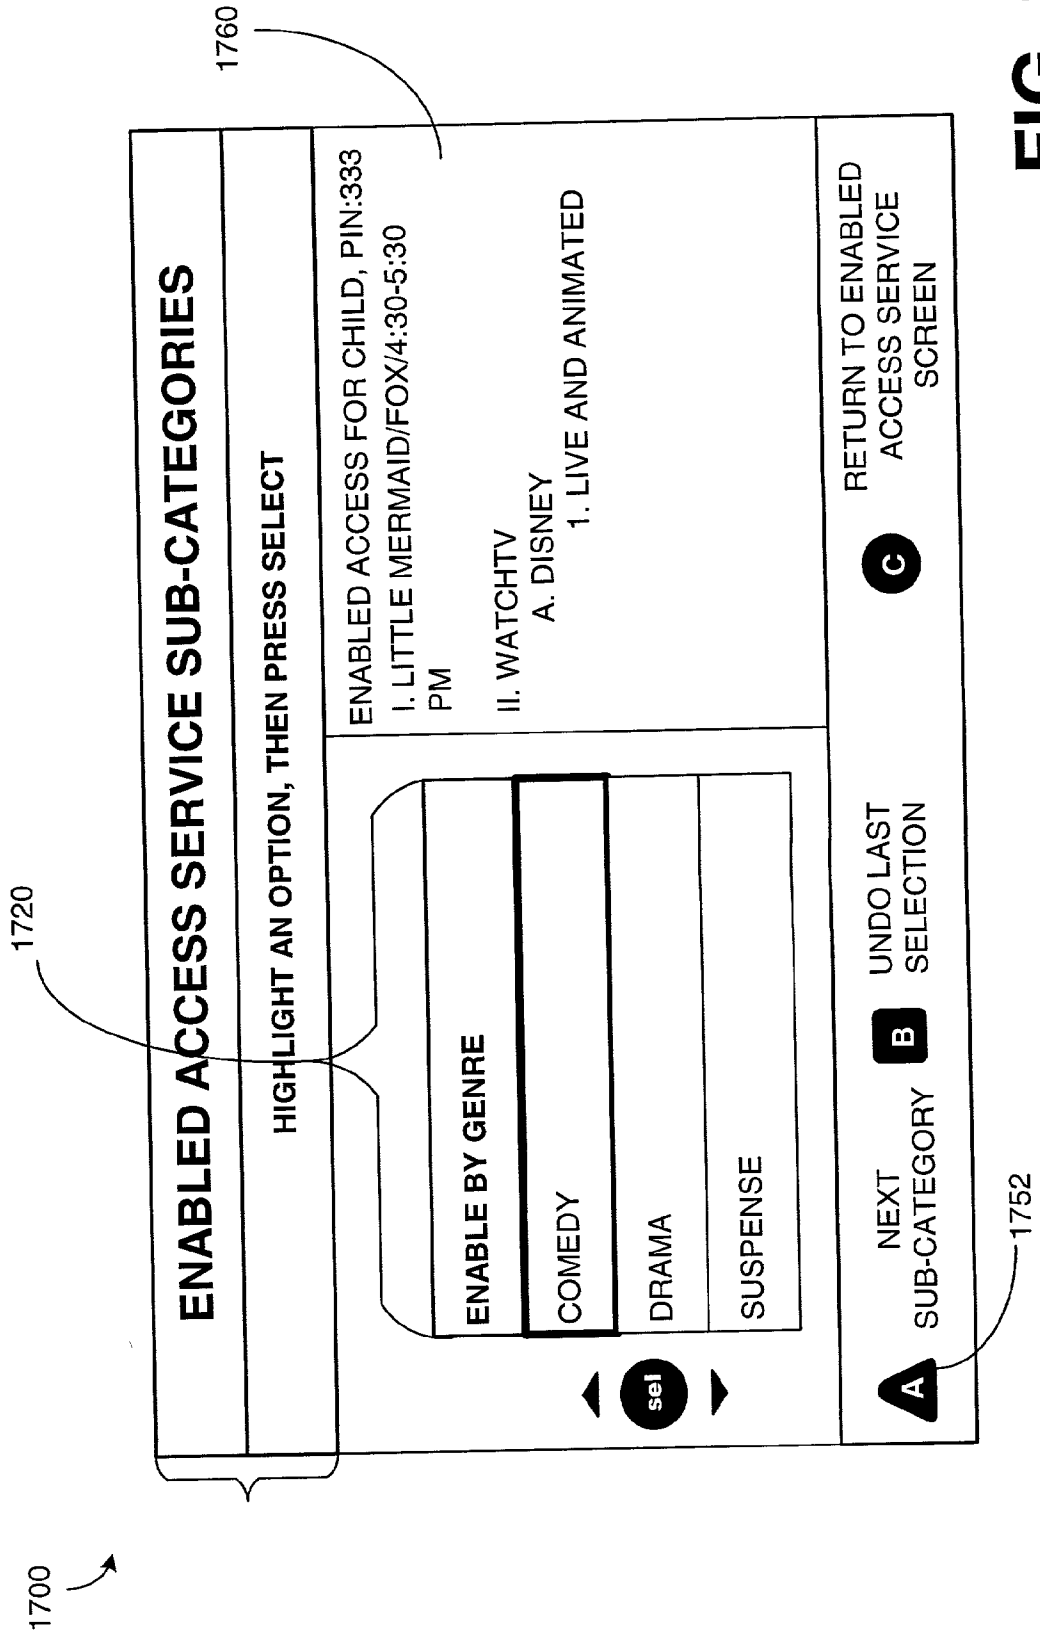 1700
1720
1760
ENABLED ACCESS SERVICE SUB-CATEGORIES
HIGHLIGHT AN OPTION, THEN PRESS SELECT
ENABLE BY GENRE
COMEDY
DRAMA
SUSPENSE
sel
ENABLED ACCESS FOR CHILD, PIN:333
I. LITTLE MERMAID/FOX/4:30-5:30
PM
II. WATCHTV
A. DISNEY
1. LIVE AND ANIMATED
A
NEXT
SUB-CATEGORY
B
UNDO LAST
SELECTION
C
RETURN TO ENABLED
ACCESS SERVICE
SCREEN
1752